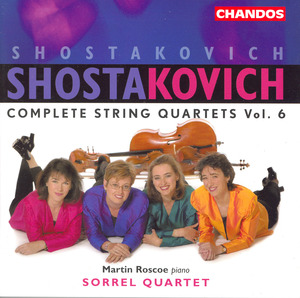 CHANDOS
SHOSTAKOVICH
SHOSTAKOVICH
COMPLETE STRING QUARTETS Vol. 6
Martin Roscoe piano
SORREL QUARTET